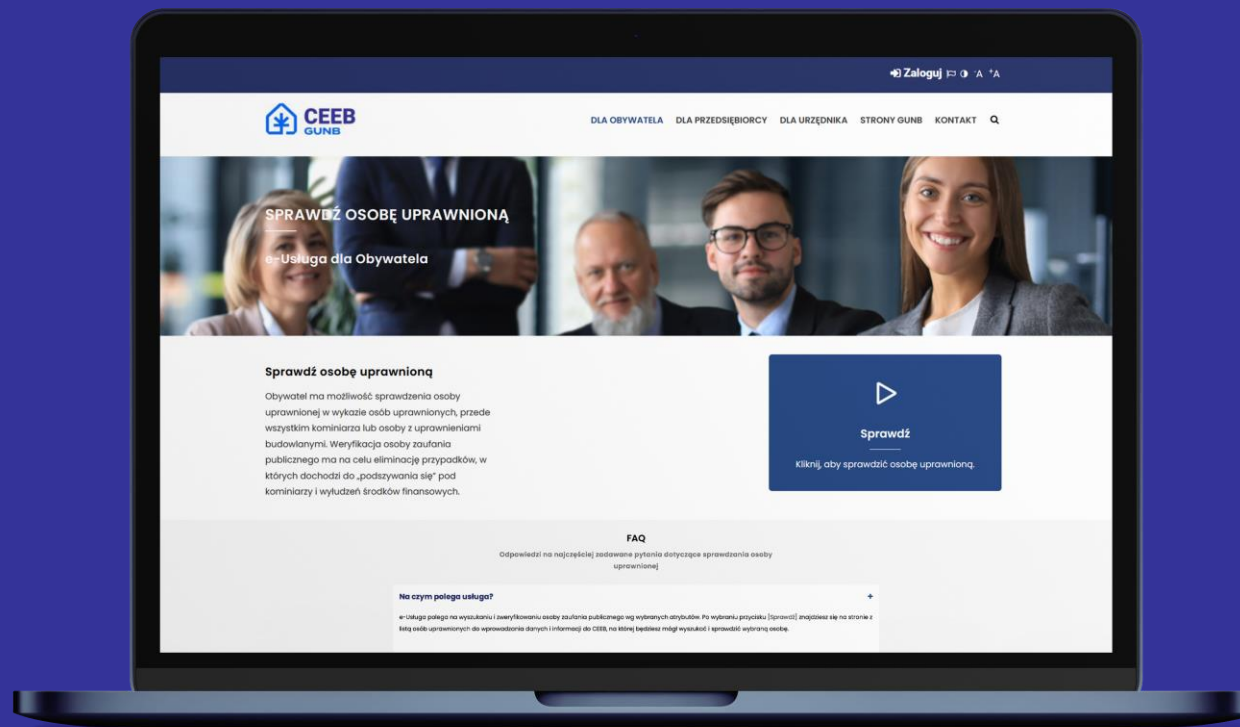 Zaloguj -A +A
CEEB
GUNB
DLA OBYWATELA DLA PRZEDSIĘBIORCY DLA URZĘDNIKA STRONY GUNB KONTAKT
SPRAWDŹ OSOBĘ UPRAWNIONĄ
e-Usługa dla Obywatela
Sprawdź osobę uprawnioną
Obywatel ma możliwość sprawdzenia osoby
uprawnionej w wykazie osób uprawnionych, przede
wszystkim kominiarza lub osoby z uprawnieniami
budowlanymi. Weryfikacja osoby zaufania
publicznego ma na celu eliminację przypadków, w
których dochodzi do „podszywania się” pod
kominiarzy i wyłudzeń środków finansowych.
Sprawdź
Kliknij, aby sprawdzić osobę uprawnioną.
FAQ
Odpowiedzi na najczęściej zadawane pytania dotyczące sprawdzania osoby
uprawnionej
Na czym polega usługa? +
e-Usługa polega na wyszukaniu i zweryfikowaniu osoby zaufania publicznego wg wybranych atrybutów. Po wybraniu przycisku [Sprawdź] znajdziesz się na stronie z
listą osób uprawnionych do wprowadzania danych i informacji do CEEB, na której będziesz mógł wyszukać i sprawdzić wybraną osobę.